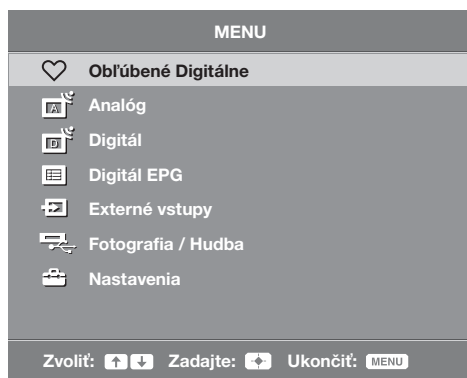 MENU
Obľúbené Digitálne
Analóg
Digitál
Digitál EPG
Externé vstupy
Fotografia / Hudba
Nastavenia
Zvoliť: Zadajte: Ukončiť: MENU